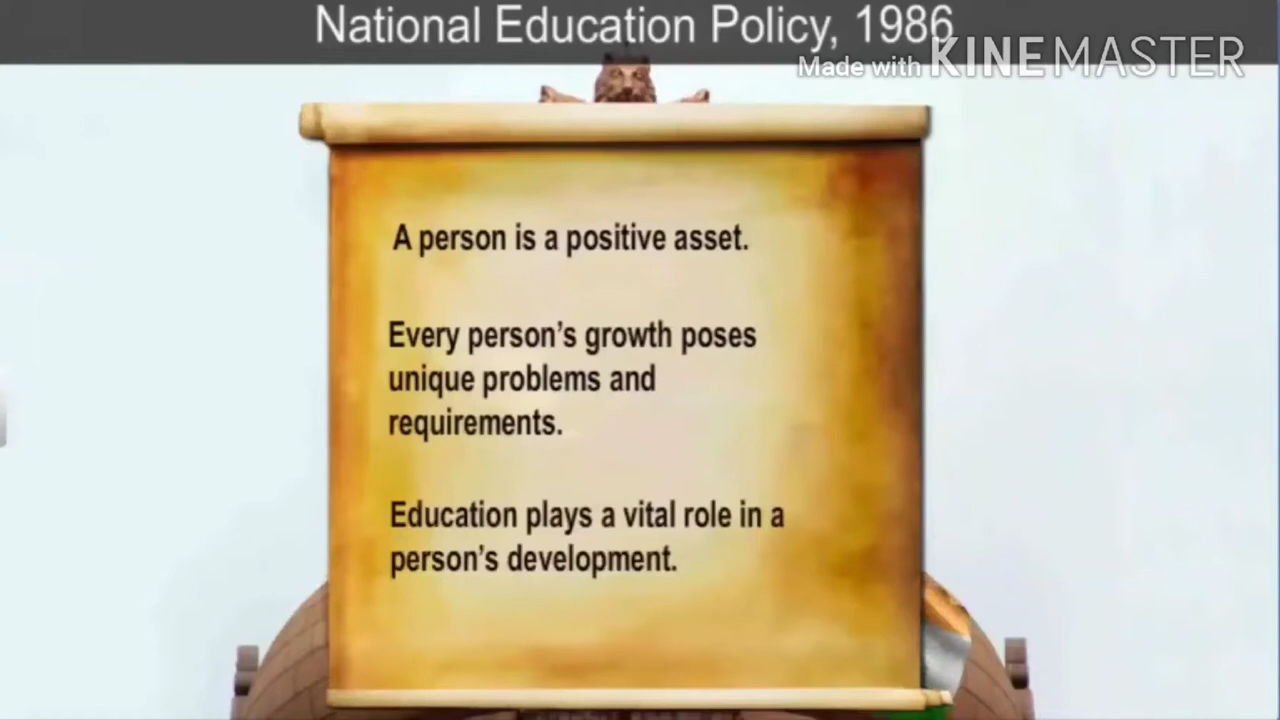 National Education Policy, 1986
Made with KINEMASTER
A person is a positive asset.
Every person's growth poses
unique problems and
requirements.
Education plays a vital role in a
person's development.